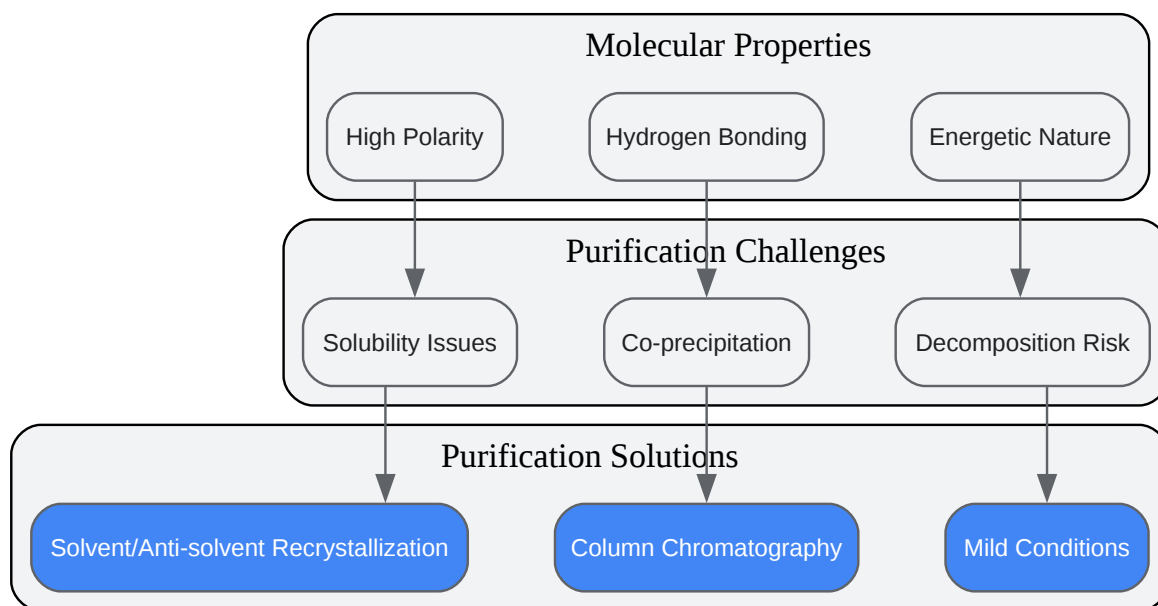 Molecular Properties
High Polarity
Hydrogen Bonding
Energetic Nature
Purification Challenges
Solubility Issues
Co-precipitation
Decomposition Risk
Purification Solutions
Solvent/Anti-solvent Recrystallization
Column Chromatography
Mild Conditions